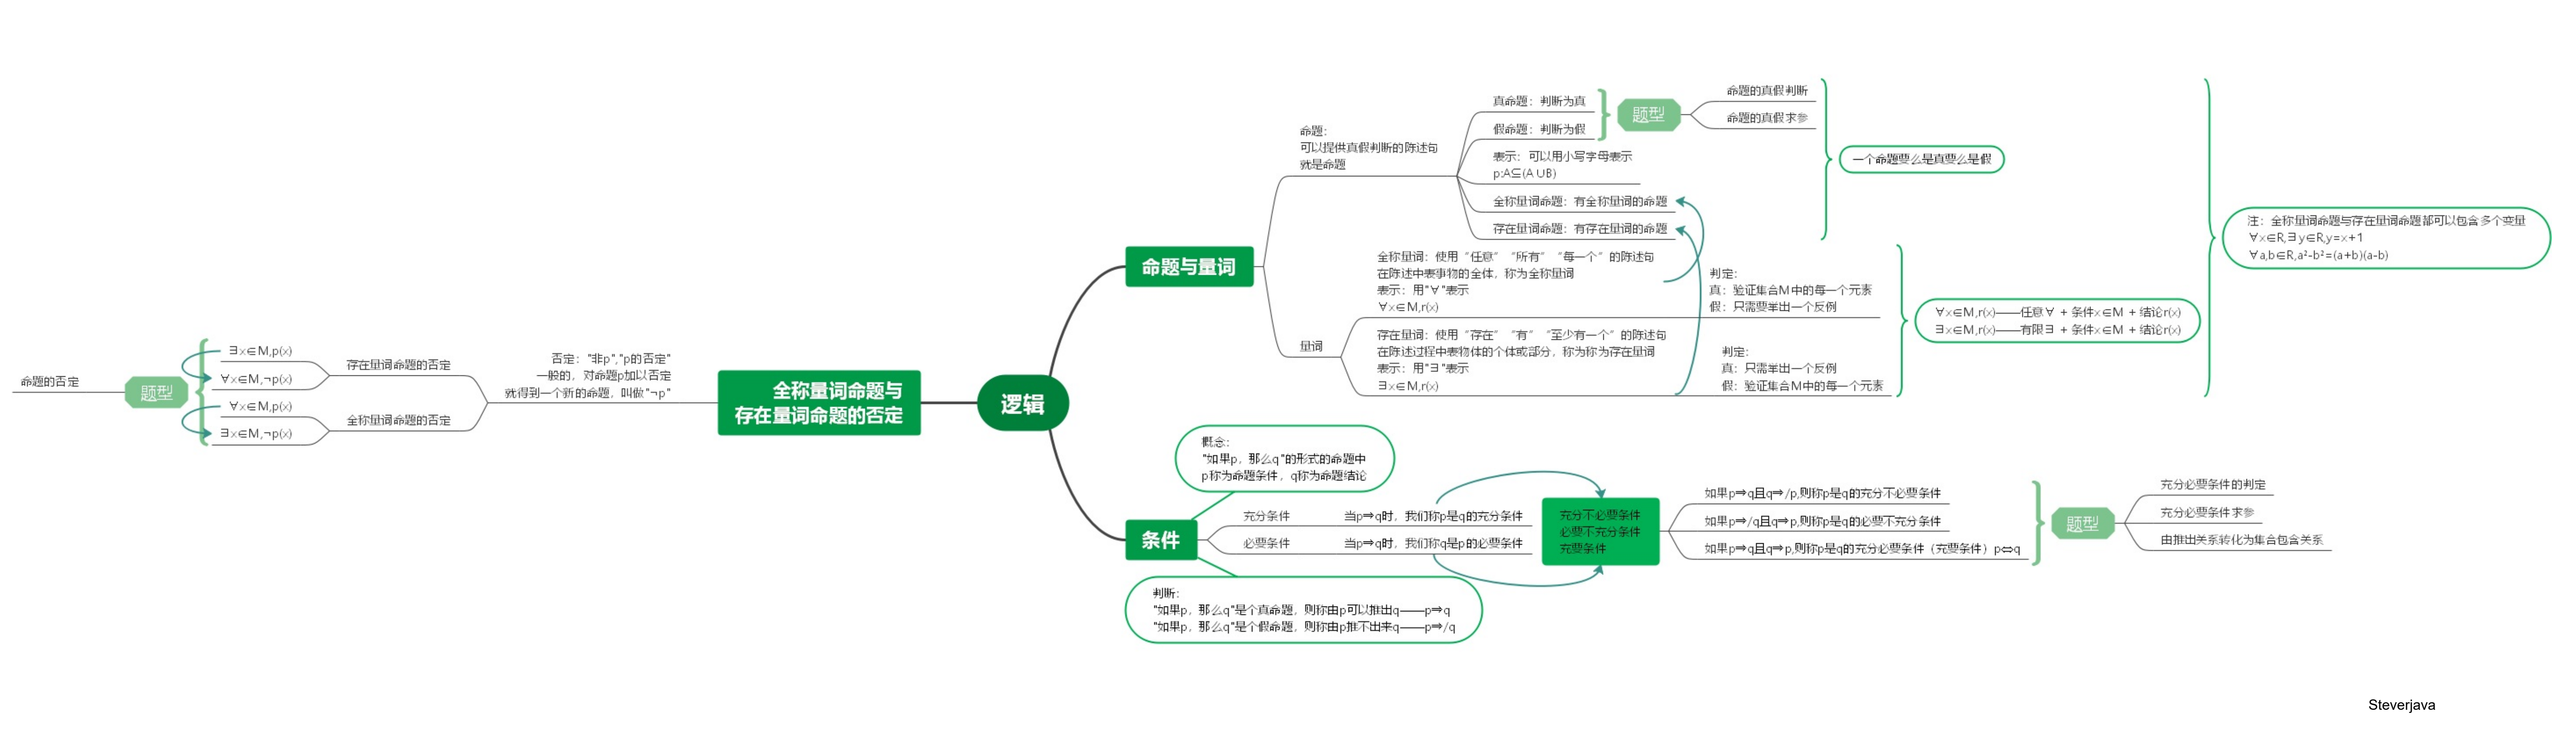 逻辑
命题与量词
命题：
可以提供真假判断的陈述句
就是命题
真命题：判断为真
假命题：判断为假
题型
命题的真假判断
命题的真假求参
表示：可以用小写字母表示
p:A⊆(A∪B)
全称量词命题：有全称量词的命题
存在量词命题：有存在量词的命题
一个命题要么是真要么是假
量词
全称量词：使用“任意”“所有”“每一个”的陈述句
在陈述中表事物的全体，称为全称量词
表示：用"∀"表示
∀x∈M,r(x)
判定：
真：验证集合M中的每一个元素
假：只需要举出一个反例
存在量词：使用“存在”“有”“至少有一个”的陈述句
在陈述过程中表物体的个体或部分，称为称为存在量词
表示：用"∃"表示
∃x∈M,r(x)
判定：
真：只需举出一个反例
假：验证集合M中的每一个元素
∀x∈M,r(x)——任意∀ + 条件x∈M + 结论r(x)
∃x∈M,r(x)——有限∃ + 条件x∈M + 结论r(x)
注：全称量词命题与存在量词命题都可以包含多个变量
∀x∈R,∃y∈R,y=x+1
∀a,b∈R,a²-b²=(a+b)(a-b)
条件
概念：
"如果p，那么q"的形式的命题中
p称为命题条件，q称为命题结论
充分条件
当p⇒q时，我们称p是q的充分条件
必要条件
当p⇒q时，我们称q是p的必要条件
判断：
"如果p，那么q"是个真命题，则称由p可以推出q——p⇒q
"如果p，那么q"是个假命题，则称由p推不出来q——p⇒/q
充分不必要条件
必要不充分条件
充要条件
如果p⇒q且q⇒/p,则称p是q的充分不必要条件
如果p⇒/q且q⇒p,则称p是q的必要不充分条件
如果p⇒q且q⇒p,则称p是q的充分必要条件（充要条件）p⇔q
题型
充分必要条件的判定
充分必要条件求参
由推出关系转化为集合包含关系
全称量词命题与
存在量词命题的否定
否定："非p","p的否定"
一般的，对命题p加以否定
就得到一个新的命题，叫做"¬p"
存在量词命题的否定
∃x∈M,p(x)
∀x∈M,¬p(x)
全称量词命题的否定
∀x∈M,p(x)
∃x∈M,¬p(x)
题型
命题的否定
Steverjava